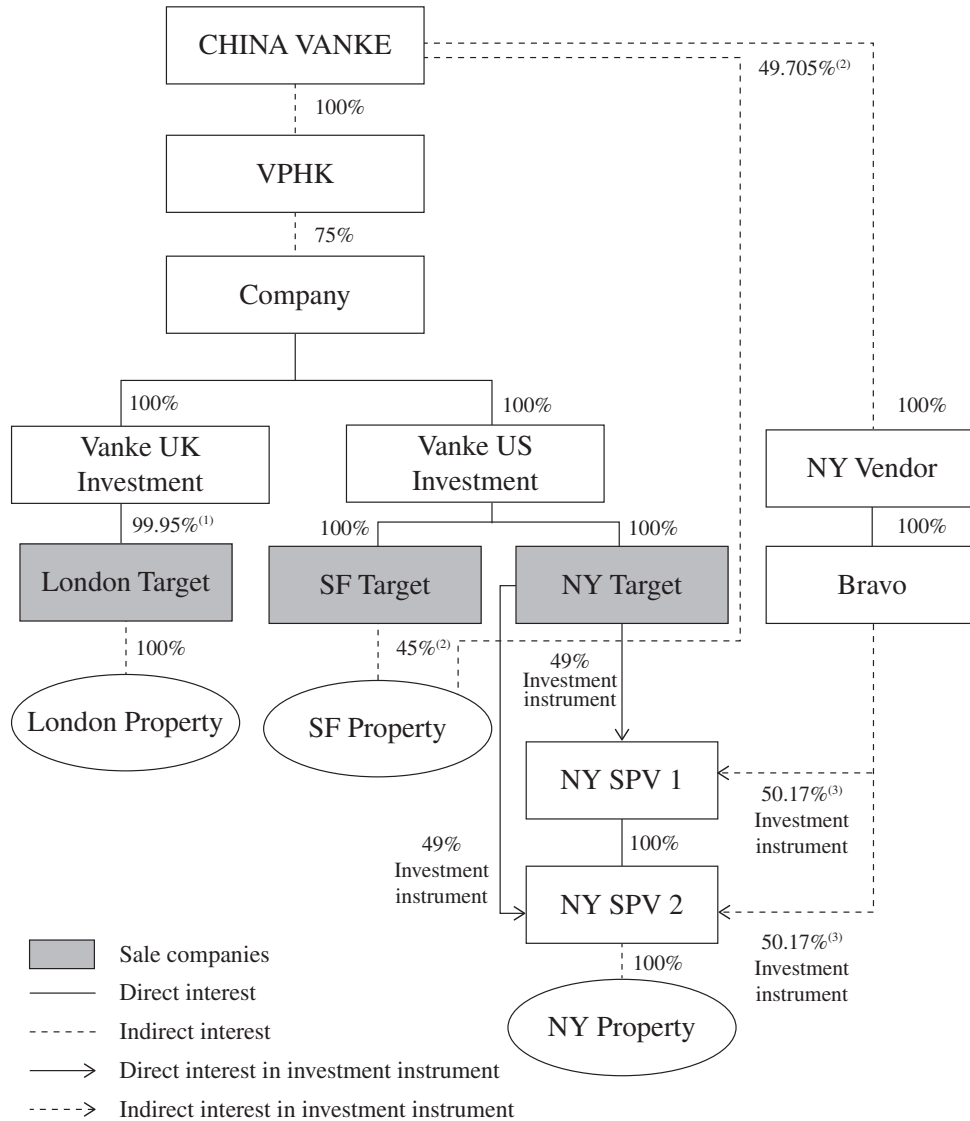 CHINA VANKE
49.705%(2)
100%
VPHK
75%
Company
100%
100%
100%
Vanke UK
Investment
Vanke US
Investment
NY Vendor
99.95%(1)
100%
100%
100%
London Target
SF Target
NY Target
Bravo
100%
45%(2)
49%
Investment
instrument
London Property
SF Property
NY SPV 1
50.17%(3)
Investment
instrument
100%
49%
Investment
instrument
NY SPV 2
50.17%(3)
Investment
instrument
100%
NY Property
Sale companies
Direct interest
Indirect interest
Direct interest in investment instrument
Indirect interest in investment instrument